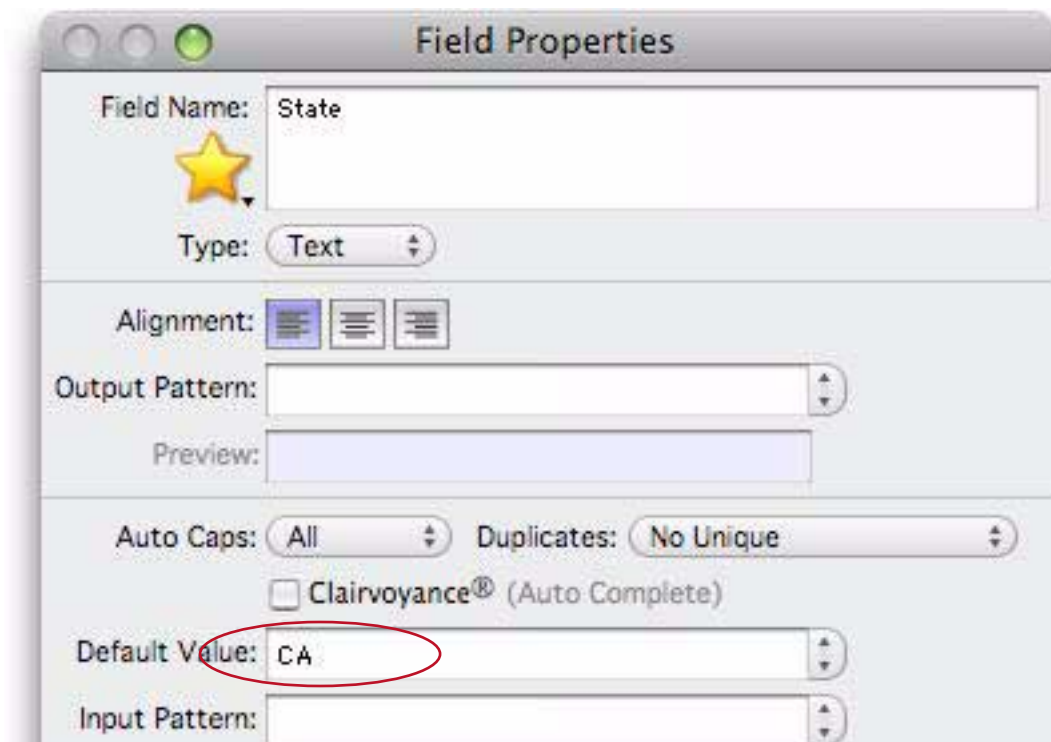 Field Properties
Field Name: State
Type: Text
Alignment:
Output Pattern:
Preview:
Auto Caps: All Duplicates: No Unique
Clairvoyance® (Auto Complete)
Default Value: CA
Input Pattern: